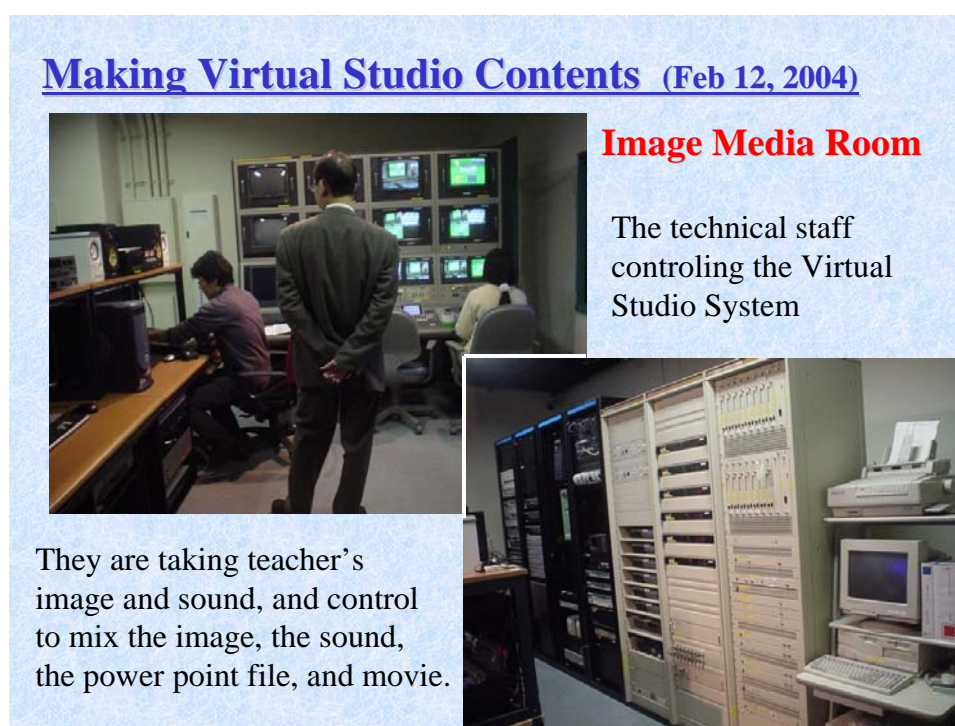 Making Virtual Studio Contents (Feb 12, 2004)
Image Media Room
The technical staff
controling the Virtual
Studio System
They are taking teacher’s
image and sound, and control
to mix the image, the sound,
the power point file, and movie.